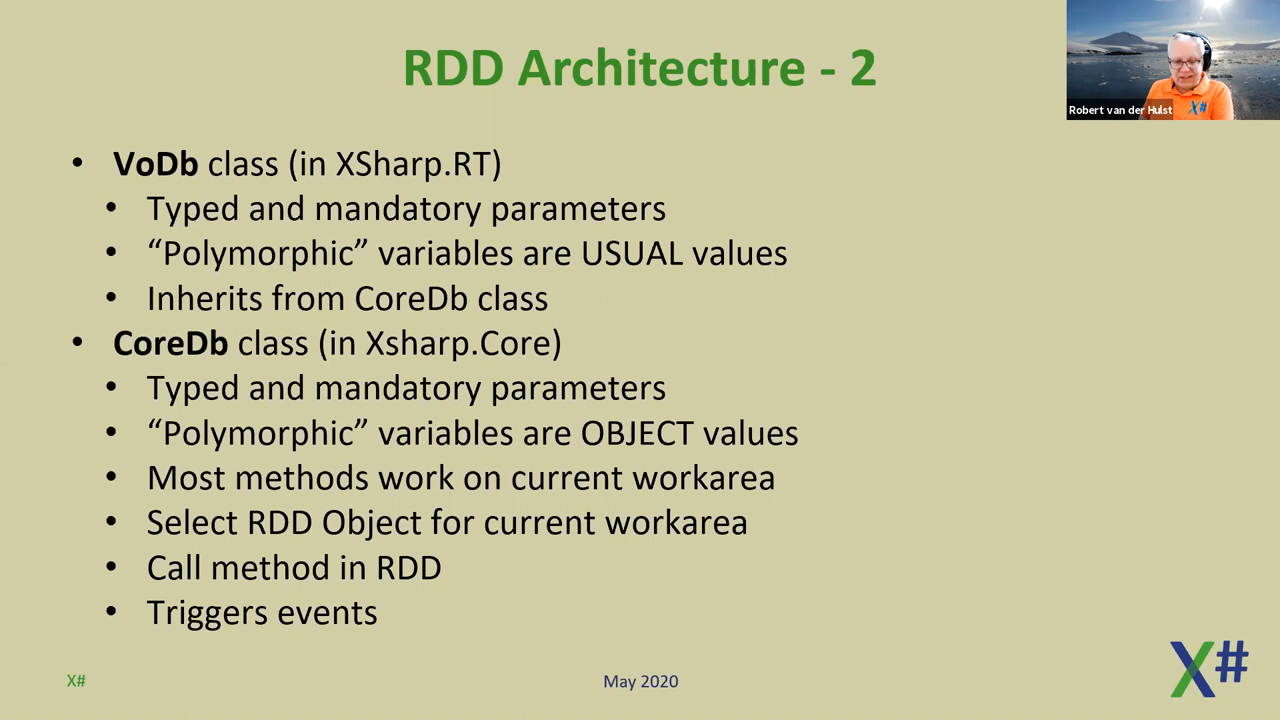 RDD Architecture - 2
Robert van der Hulst
X#
• VoDb class (in XSharp.RT)
• Typed and mandatory parameters
• “Polymorphic” variables are USUAL values
• Inherits from CoreDb class
• CoreDb class (in Xsharp.Core)
• Typed and mandatory parameters
• “Polymorphic” variables are OBJECT values
• Most methods work on current workarea
• Select RDD Object for current workarea
• Call method in RDD
• Triggers events
X#
May 2020
X#